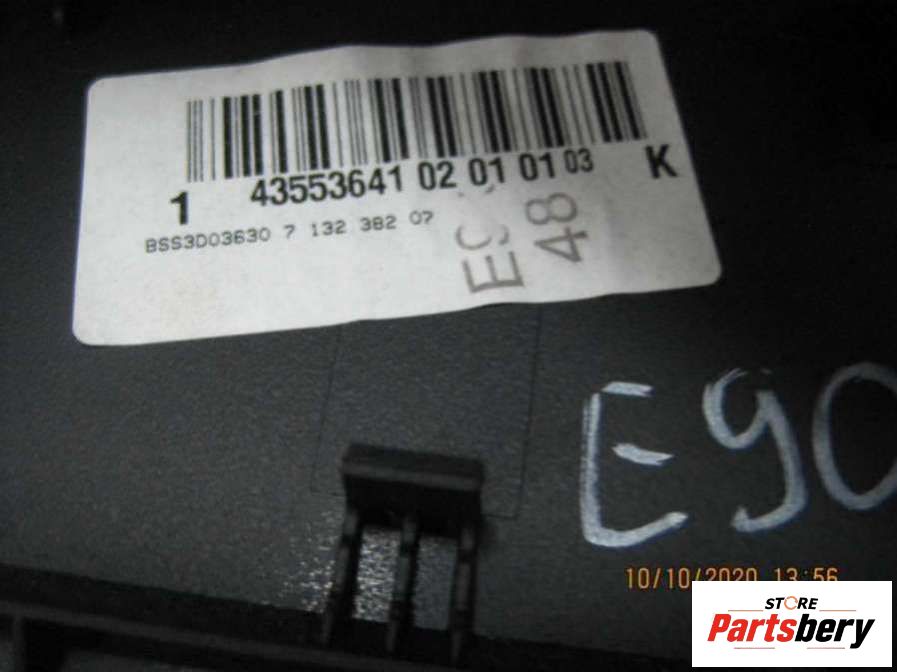 1 43553641 02 01 01 03 K
BSS3D03630 7 132 382 07
48
E90
10/10/2020 13:56
STORE
Partsbery